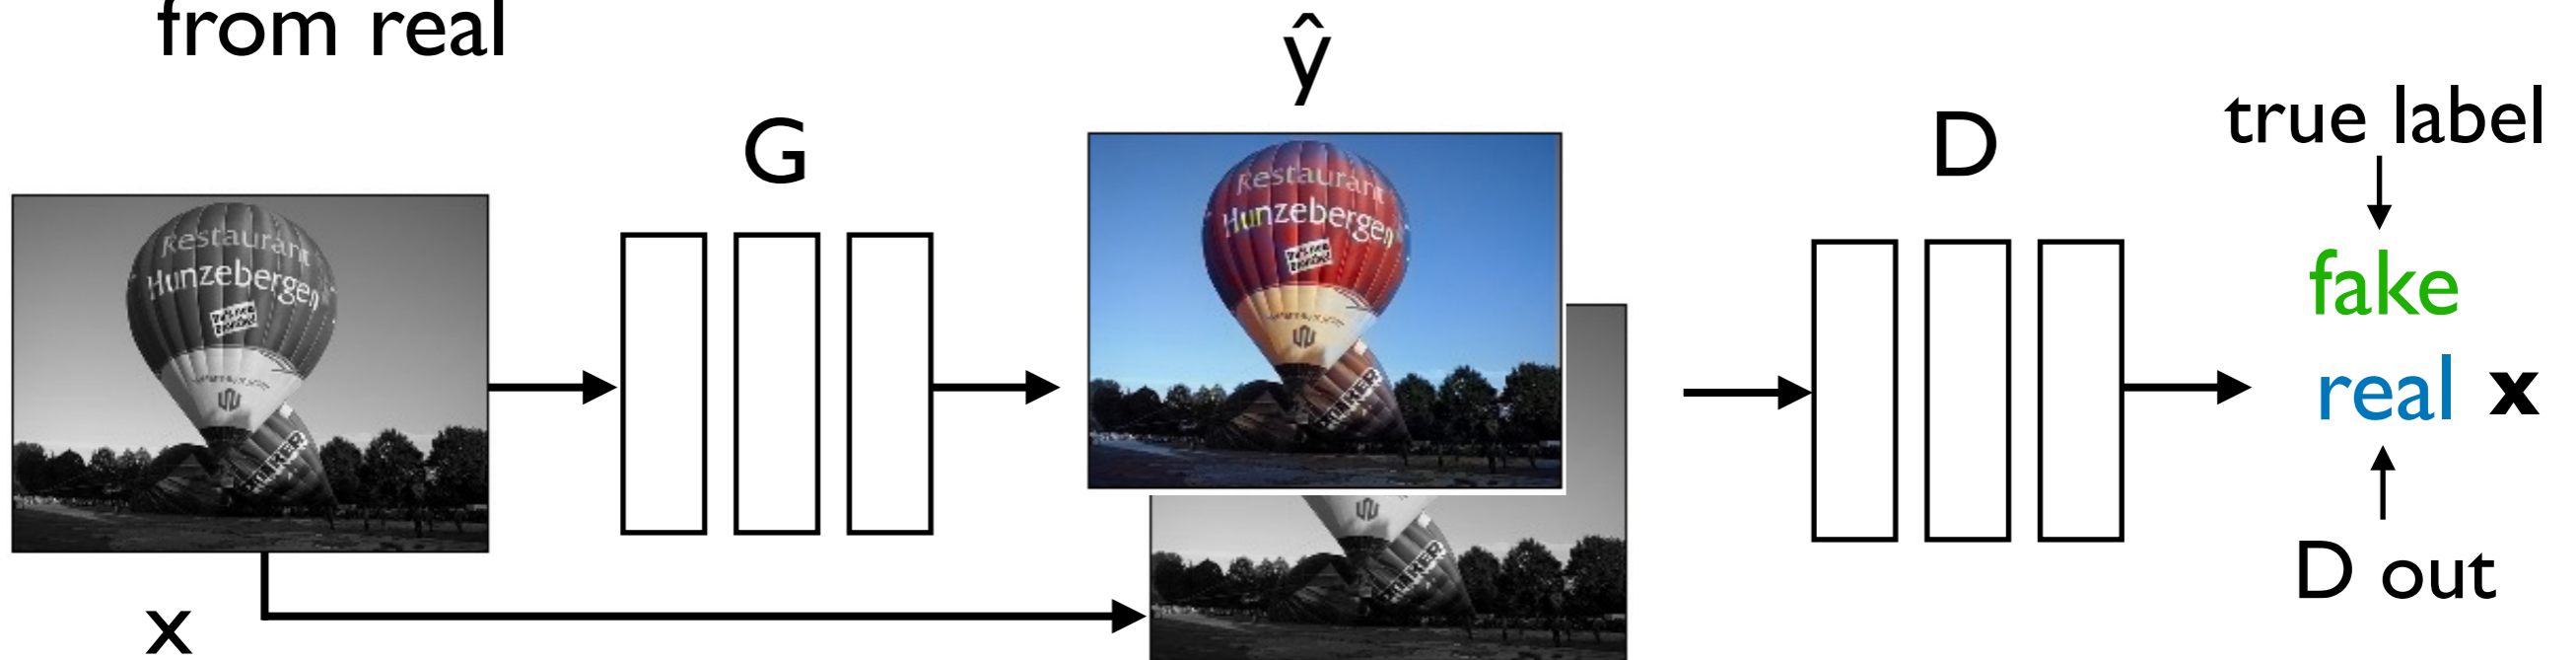 from real
ŷ
G
D
true label
Restaurant
Hunzebergen
Restaurant
Hunzebergen
fake
real x
D out
x